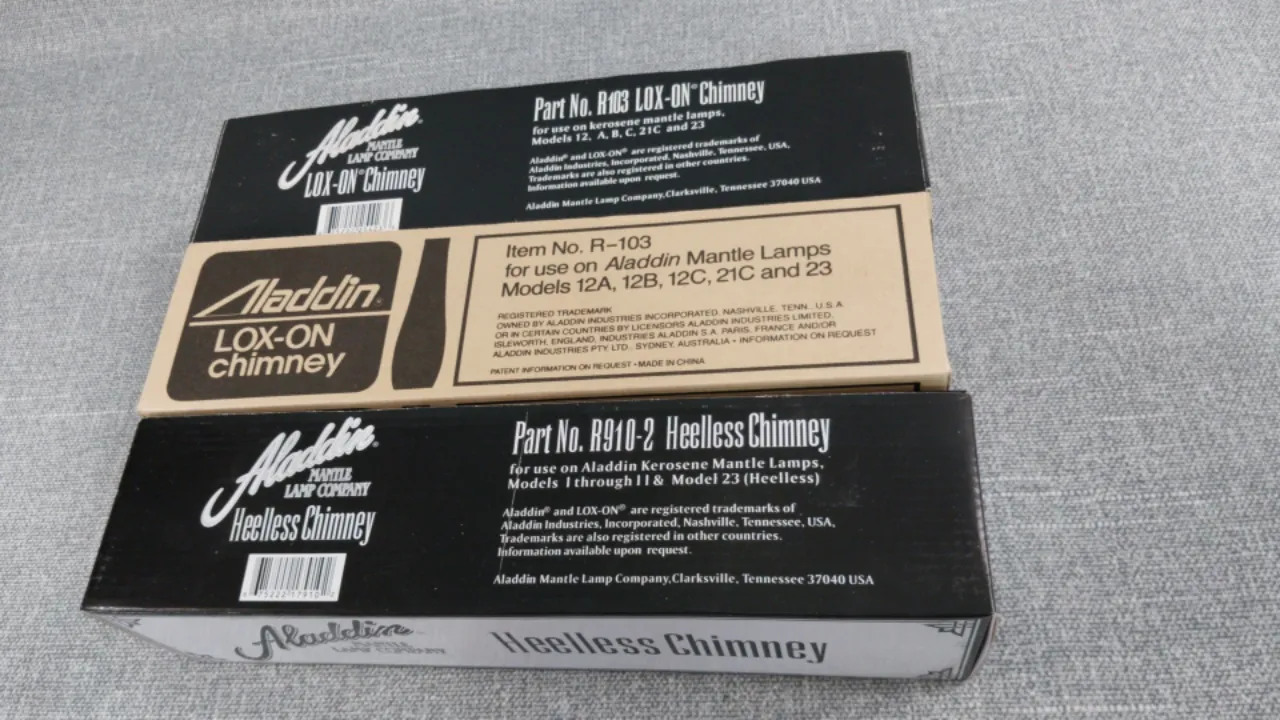 Aladdin®
MANTLE
LAMP COMPANY
LOX-ON® Chimney
Part No. R103 LOX-ON® Chimney
for use on kerosene mantle lamps,
Models 12, A, B, C, 21C and 23
Aladdin® and LOX-ON® are registered trademarks of
Aladdin Industries, Incorporated, Nashville, Tennessee, USA,
Trademarks are also registered in other countries.
Information available upon request.
Aladdin Mantle Lamp Company,Clarksville, Tennessee 37040 USA
Aladdin®
LOX-ON
chimney
Item No. R-103
for use on Aladdin Mantle Lamps
Models 12A, 12B, 12C, 21C and 23
REGISTERED TRADEMARK
OWNED BY ALADDIN INDUSTRIES INCORPORATED, NASHVILLE, TENN., U.S.A.
OR IN CERTAIN COUNTRIES BY LICENSORS ALADDIN INDUSTRIES LIMITED,
ISLEWORTH, ENGLAND, INDUSTRIES ALADDIN S.A. PARIS, FRANCE AND/OR
ALADDIN INDUSTRIES PTY, LTD., SYDNEY, AUSTRALIA • INFORMATION ON REQUEST
PATENT INFORMATION ON REQUEST • MADE IN CHINA
Aladdin®
MANTLE
LAMP COMPANY
Heelless Chimney
Part No. R910-2 Heelless Chimney
for use on Aladdin Kerosene Mantle Lamps,
Models 1 through 11 & Model 23 (Heelless)
Aladdin® and LOX-ON® are registered trademarks of
Aladdin Industries, Incorporated, Nashville, Tennessee, USA,
Trademarks are also registered in other countries.
Information available upon request.
Aladdin Mantle Lamp Company,Clarksville, Tennessee 37040 USA
75222 17910
Aladdin
MANTLE
LAMP COMPANY
Heelless Chimney